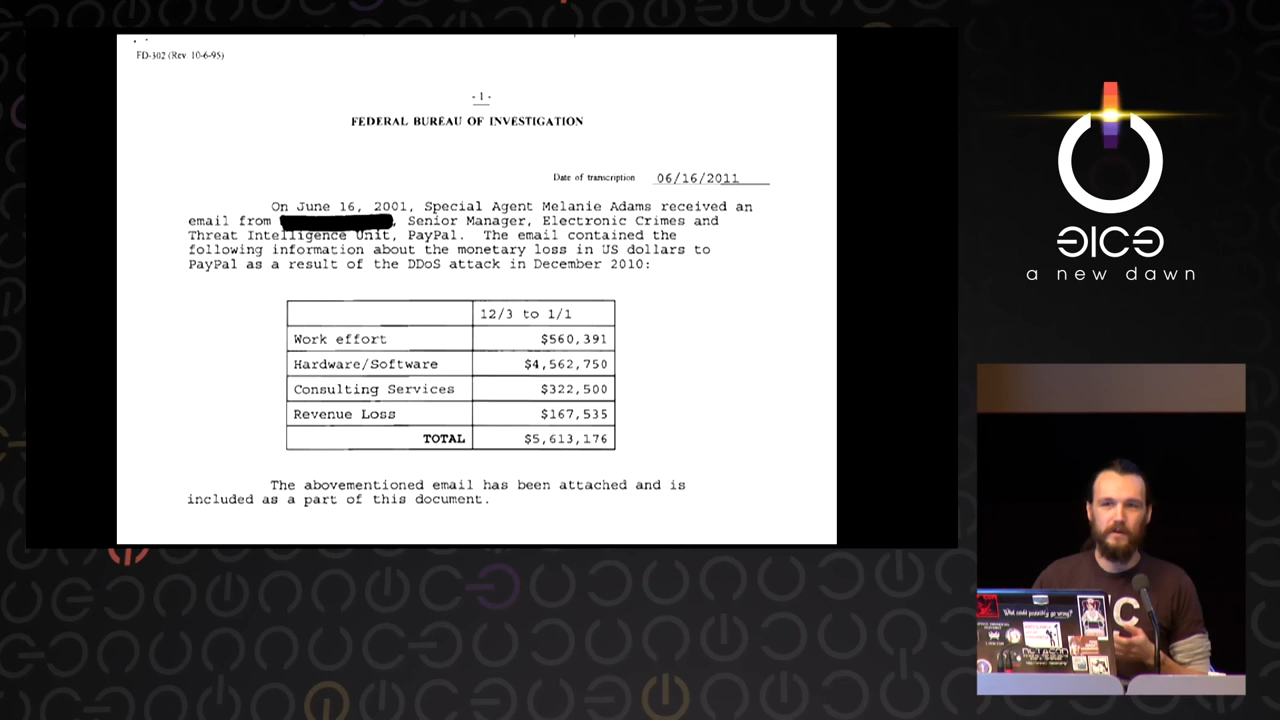 FD-302 (Rev. 10-6-95)
- 1 -
FEDERAL BUREAU OF INVESTIGATION
Date of transcription 06/16/2011
On June 16, 2001, Special Agent Melanie Adams received an
email from , Senior Manager, Electronic Crimes and
Threat Intelligence Unit, PayPal. The email contained the
following information about the monetary loss in US dollars to
PayPal as a result of the DDoS attack in December 2010:
12/3 to 1/1
Work effort $560,391
Hardware/Software $4,562,750
Consulting Services $322,500
Revenue Loss $167,535
TOTAL $5,613,176
The abovementioned email has been attached and is
included as a part of this document.
a new dawn
What could possibly go wrong?
C